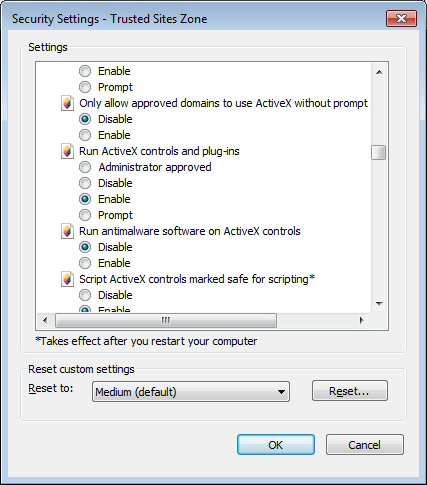 Security Settings - Trusted Sites Zone
Settings
Enable
Prompt
Only allow approved domains to use ActiveX without prompt
Disable
Enable
Run ActiveX controls and plug-ins
Administrator approved
Disable
Enable
Prompt
Run antimalware software on ActiveX controls
Disable
Enable
Script ActiveX controls marked safe for scripting*
Disable
Enable
*Takes effect after you restart your computer
Reset custom settings
Reset to:
Medium (default)
Reset...
OK
Cancel